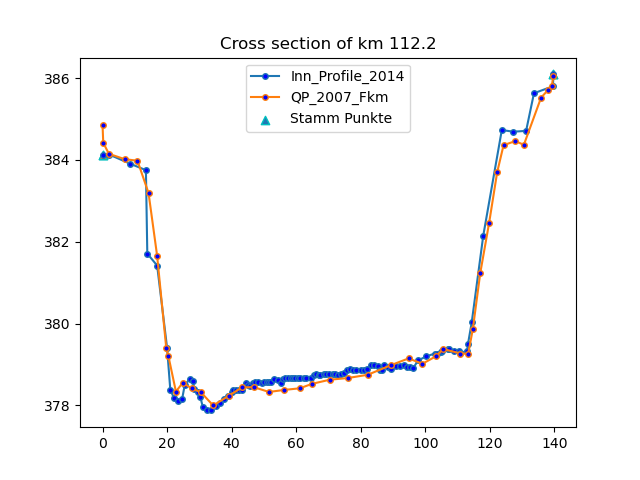 Cross section of km 112.2
Inn_Profile_2014
QP_2007_Fkm
Stamm Punkte
386
384
382
380
378
0 20 40 60 80 100 120 140